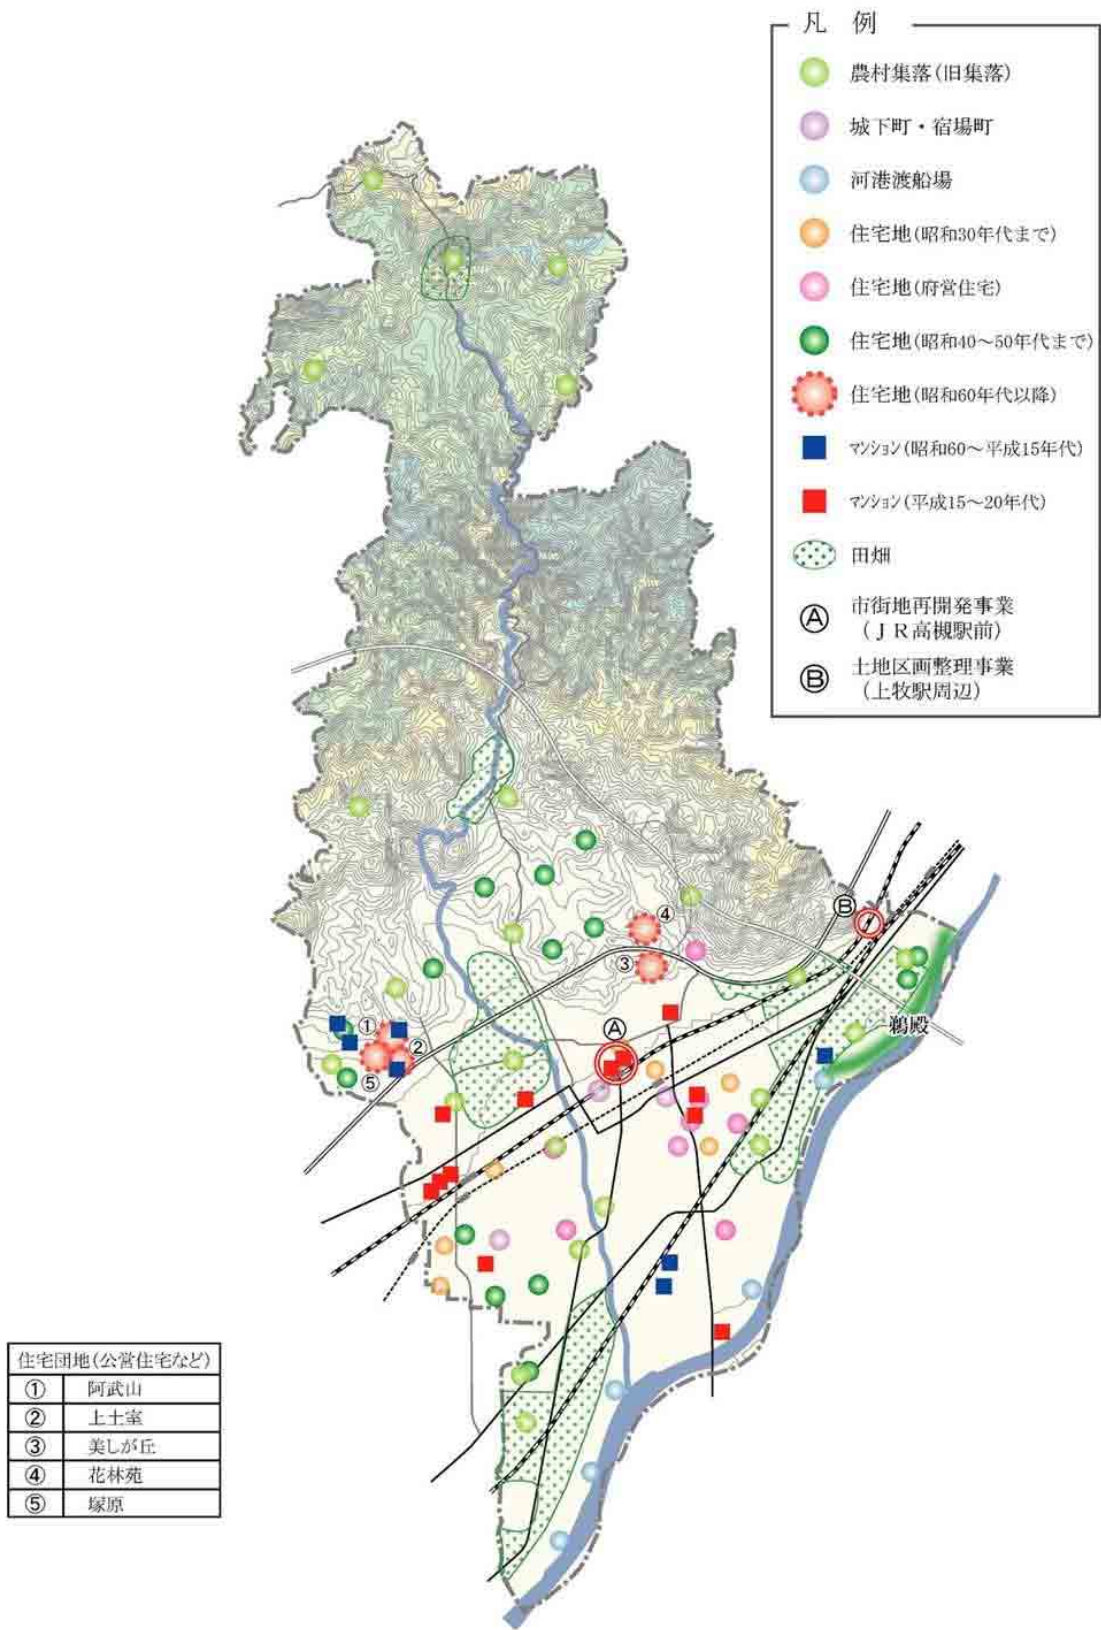 凡 例
農村集落(旧集落)
城下町・宿場町
河港渡船場
住宅地(昭和30年代まで)
住宅地(府営住宅)
住宅地(昭和40～50年代まで)
住宅地(昭和60年代以降)
マンション(昭和60～平成15年代)
マンション(平成15～20年代)
田畑
Ⓐ 市街地再開発事業
(ＪＲ高槻駅前)
Ⓑ 土地区画整理事業
(上牧駅周辺)
Ⓑ
④
③
鵜殿
①
②
⑤
Ⓐ
住宅団地(公営住宅など)
① 阿武山
② 上土室
③ 美しが丘
④ 花林苑
⑤ 塚原